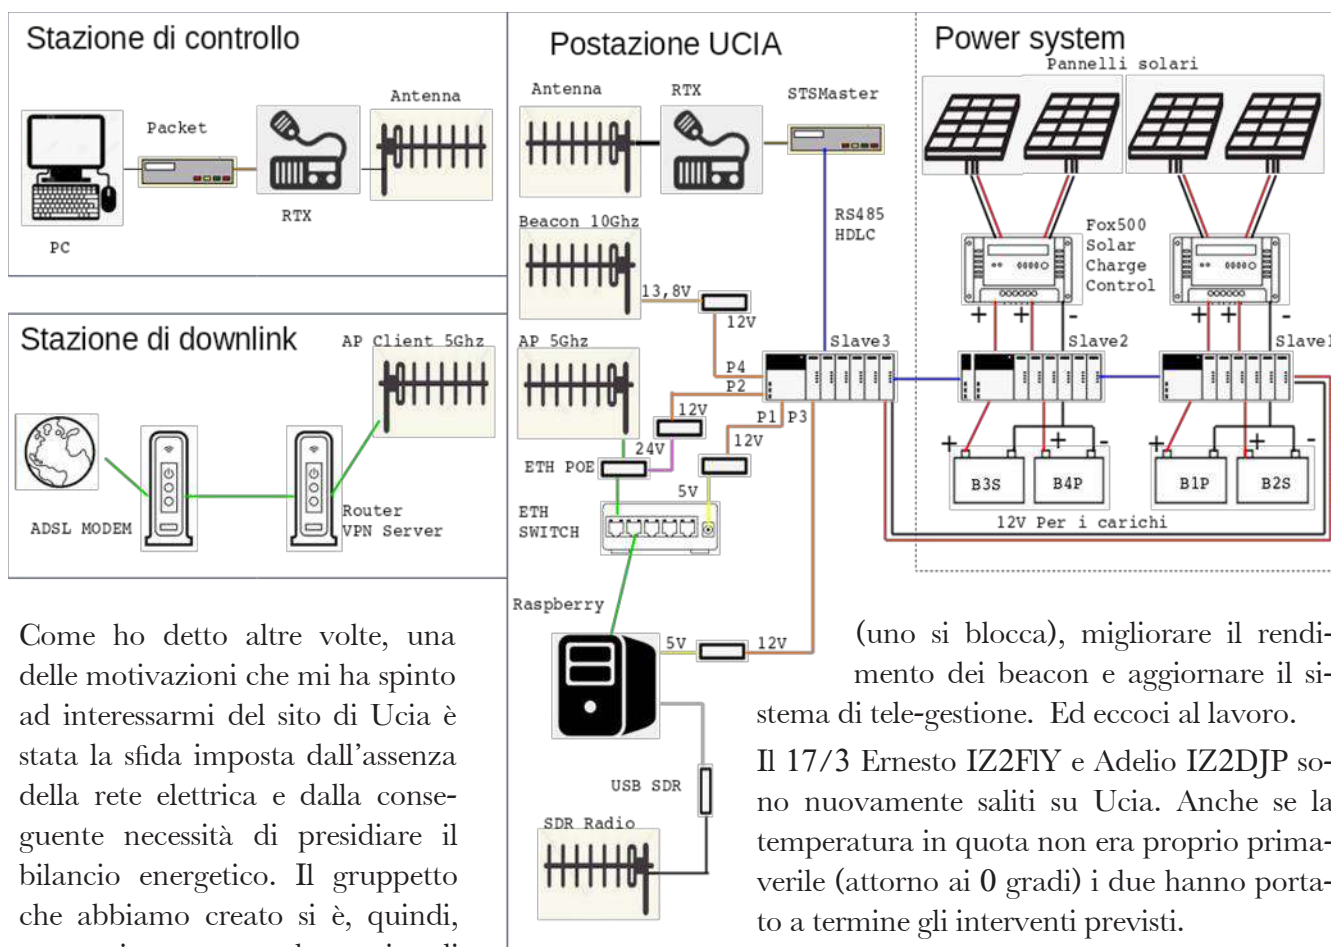 Stazione di controllo
Antenna
Packet
RTX
PC
Stazione di downlink
AP Client 5Ghz
ADSL MODEM
Router
VPN Server
Postazione UCIA
Antenna
RTX
STSMaster
RS485
HDLC
Beacon 10Ghz
13,8V
12V
AP 5Ghz
Slave3
P4
P2
12V
P1
P3
12V
24V
ETH POE
5V
ETH
SWITCH
Raspberry
5V
12V
USB SDR
SDR Radio
Power system
Pannelli solari
Fox500
Solar
Charge
Control
+
+
-
+
+
-
Slave2
Slave1
+
+
-
+
+
-
B3S
B4P
B1P
B2S
12V Per i carichi
Come ho detto altre volte, una
delle motivazioni che mi ha spinto
ad interessarmi del sito di Ucia è
stata la sfida imposta dall’assenza
della rete elettrica e dalla conse-
guente necessità di presidiare il
bilancio energetico. Il gruppetto
che abbiamo creato si è, quindi,
(uno si blocca), migliorare il rendi-
mento dei beacon e aggiornare il si-
stema di tele-gestione. Ed eccoci al lavoro.
Il 17/3 Ernesto IZ2FlY e Adelio IZ2DJP so-
no nuovamente saliti su Ucia. Anche se la
temperatura in quota non era proprio prima-
verile (attorno ai 0 gradi) i due hanno porta-
to a termine gli interventi previsti.